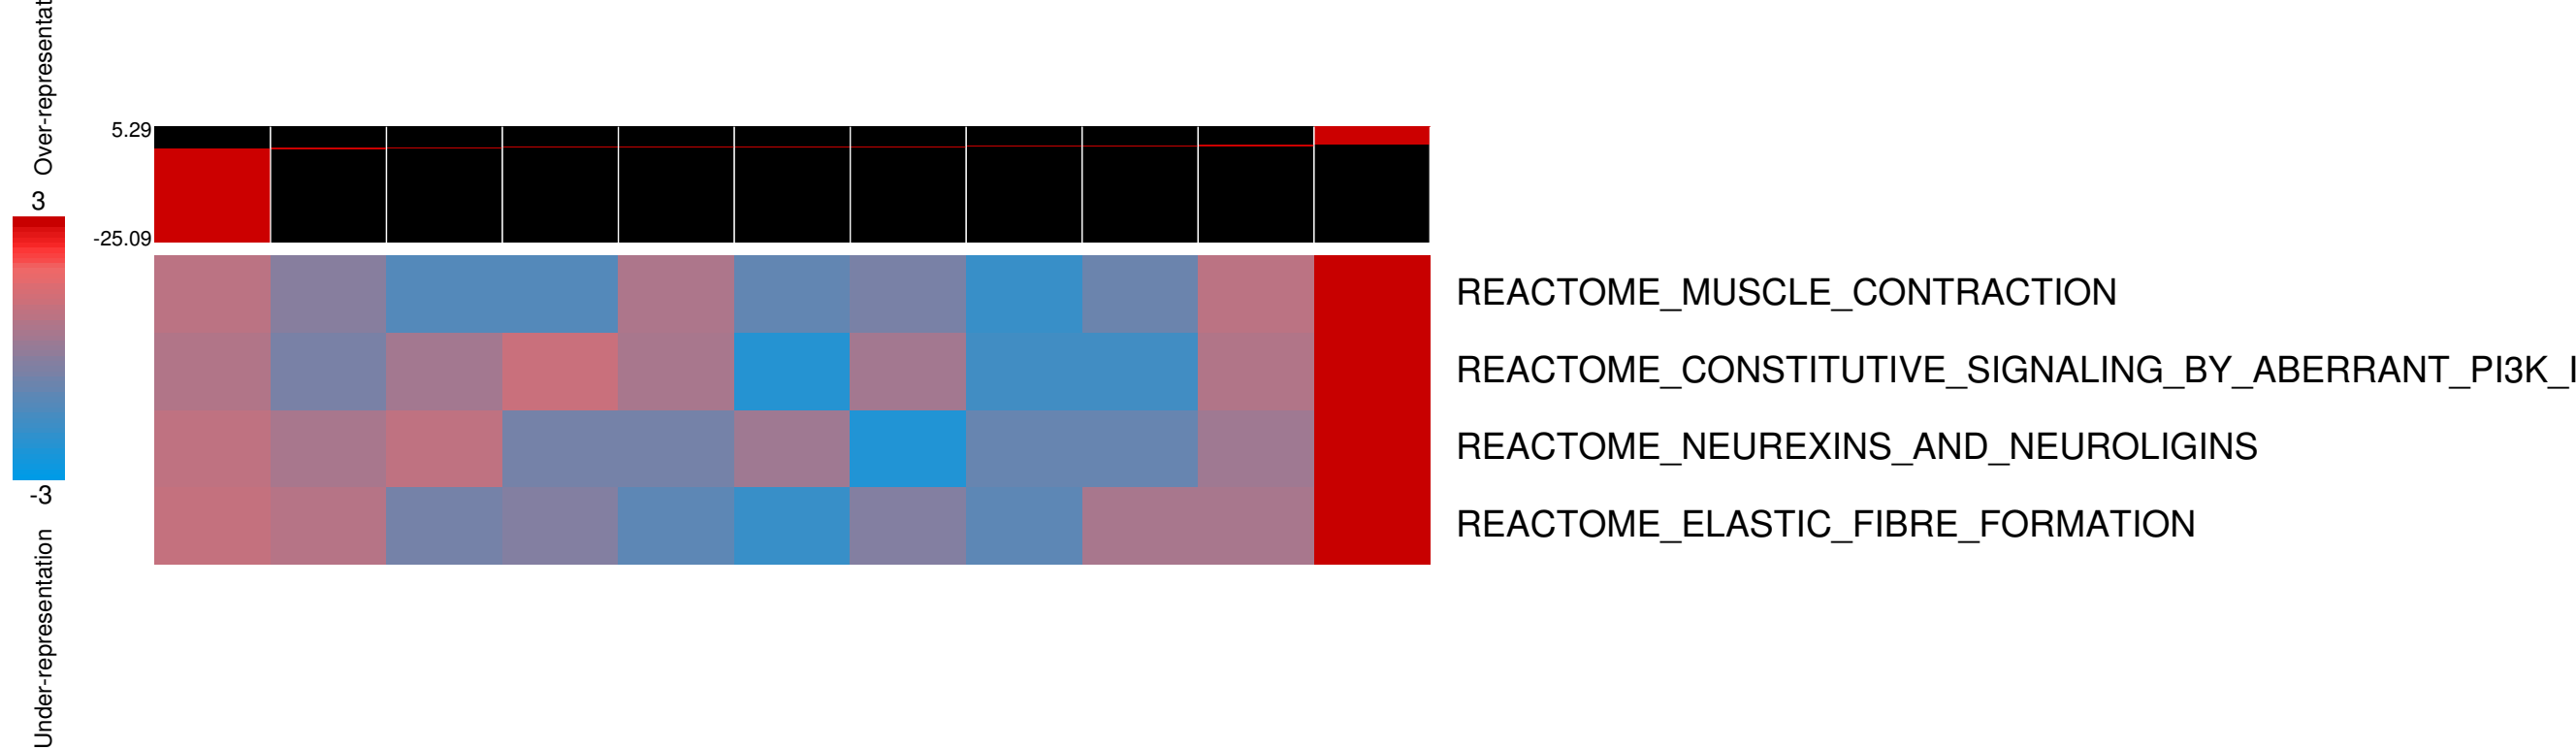 Over-representat
3
-3
Under-representation
5.29
-25.09
REACTOME_MUSCLE_CONTRACTION
REACTOME_CONSTITUTIVE_SIGNALING_BY_ABERRANT_PI3K_I
REACTOME_NEUREXINS_AND_NEUROLIGINS
REACTOME_ELASTIC_FIBRE_FORMATION